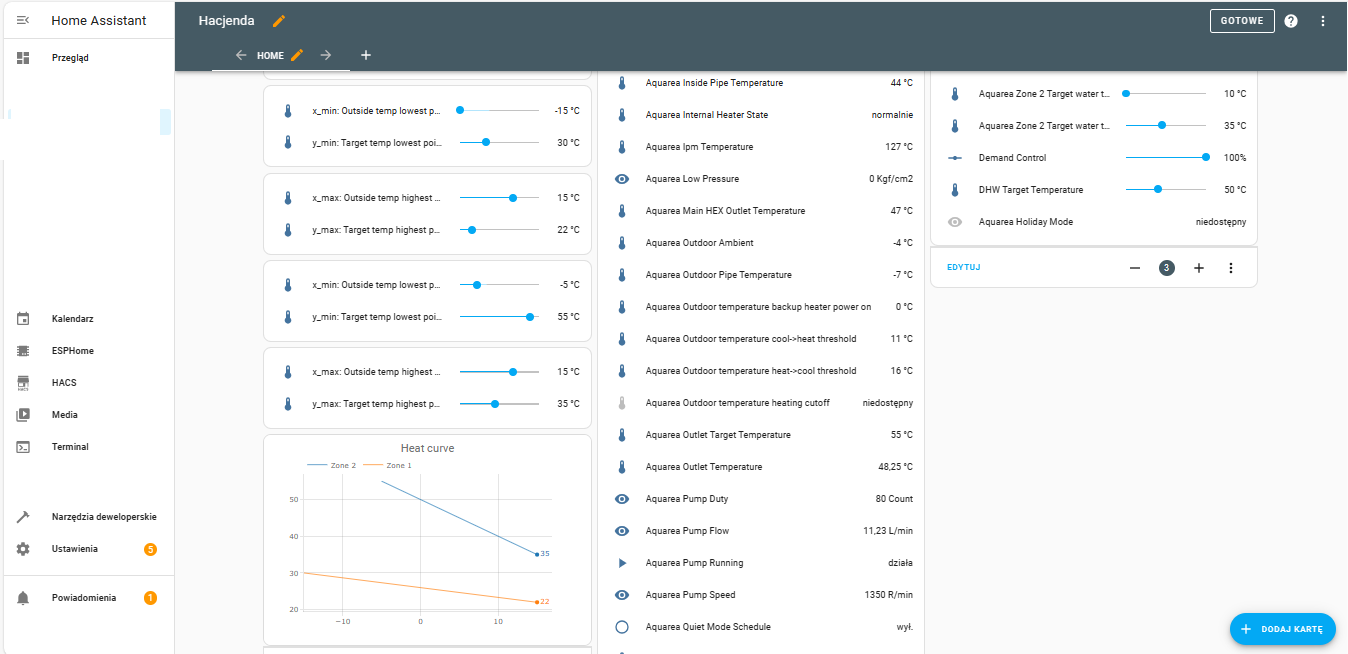 Home Assistant
Przegląd
Kalendarz
ESPHome
HACS
HACS
Media
Terminal
Narzędzia deweloperskie
Ustawienia 5
Powiadomienia 1
Hacjenda
GOTOWE
HOME
x_min: Outside temp lowest p... -15 °C
y_min: Target temp lowest poi... 30 °C
x_max: Outside temp highest ... 15 °C
y_max: Target temp highest p... 22 °C
x_min: Outside temp lowest p... -5 °C
y_min: Target temp lowest poi... 55 °C
x_max: Outside temp highest ... 15 °C
y_max: Target temp highest p... 35 °C
Heat curve
Zone 2 Zone 1
50
40
30
20
35
22
−10 0 10
Aquarea Inside Pipe Temperature 44 °C
Aquarea Internal Heater State normalnie
Aquarea Ipm Temperature 127 °C
Aquarea Low Pressure 0 Kgf/cm2
Aquarea Main HEX Outlet Temperature 47 °C
Aquarea Outdoor Ambient -4 °C
Aquarea Outdoor Pipe Temperature -7 °C
Aquarea Outdoor temperature backup heater power on 0 °C
Aquarea Outdoor temperature cool->heat threshold 11 °C
Aquarea Outdoor temperature heat->cool threshold 16 °C
Aquarea Outdoor temperature heating cutoff niedostępny
Aquarea Outlet Target Temperature 55 °C
Aquarea Outlet Temperature 48,25 °C
Aquarea Pump Duty 80 Count
Aquarea Pump Flow 11,23 L/min
Aquarea Pump Running działa
Aquarea Pump Speed 1350 R/min
Aquarea Quiet Mode Schedule wył.
Aquarea Zone 2 Target water t... 10 °C
Aquarea Zone 2 Target water t... 35 °C
Demand Control 100%
DHW Target Temperature 50 °C
Aquarea Holiday Mode niedostępny
EDYTUJ 3
DODAJ KARTĘ